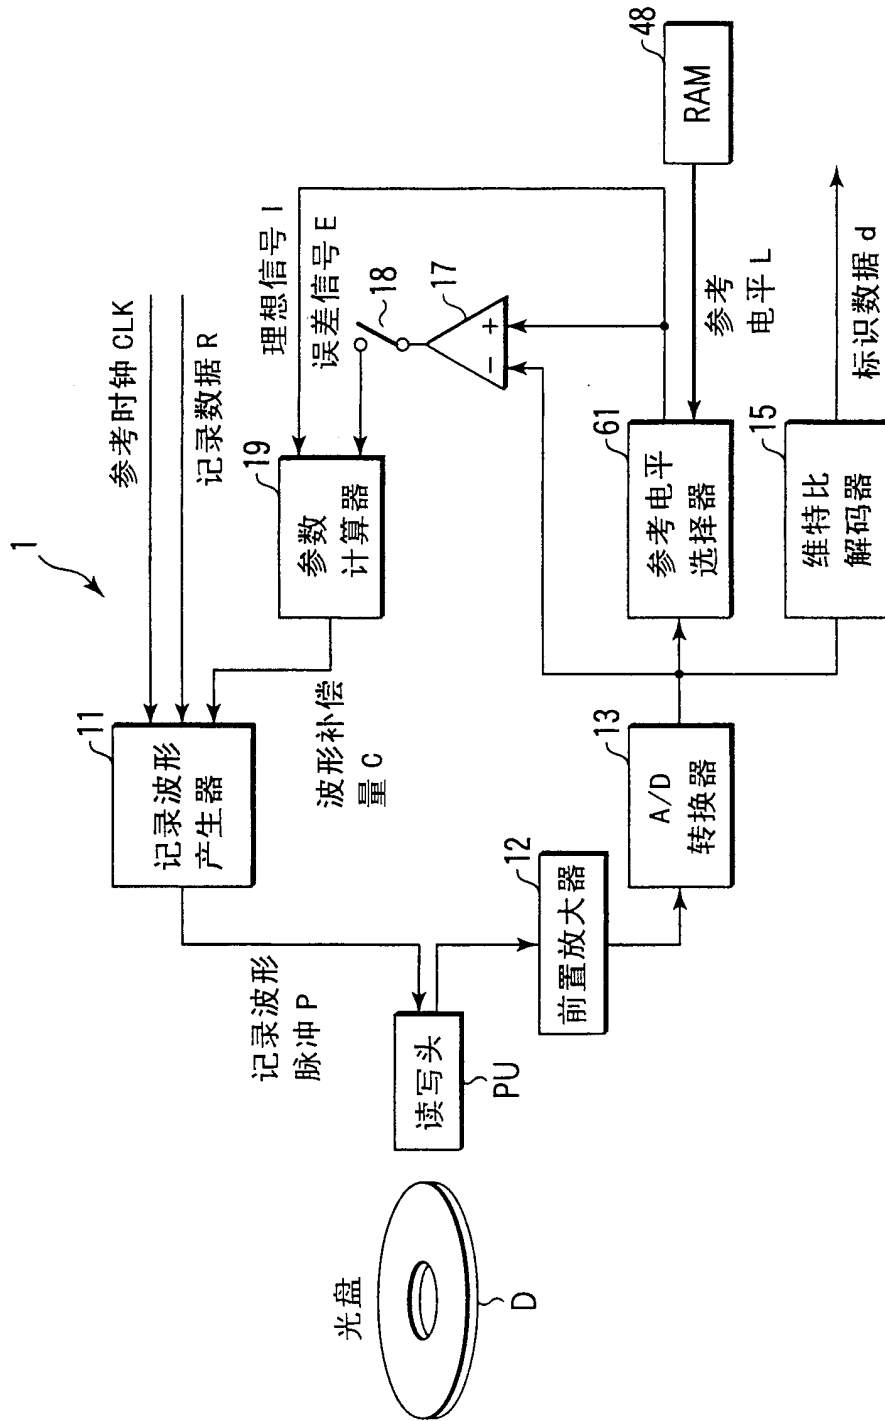 1
参考时钟 CLK
记录数据 R
11
记录波形
产生器
19
参数
计算器
理想信号 I
误差信号 E
18
17
+
−
波形补偿
量 C
记录波形
脉冲 P
光盘
D
读写头
PU
12
前置放大器
13
A/D
转换器
61
参考电平
选择器
48
RAM
参考
电平 L
15
维特比
解码器
标识数据 d